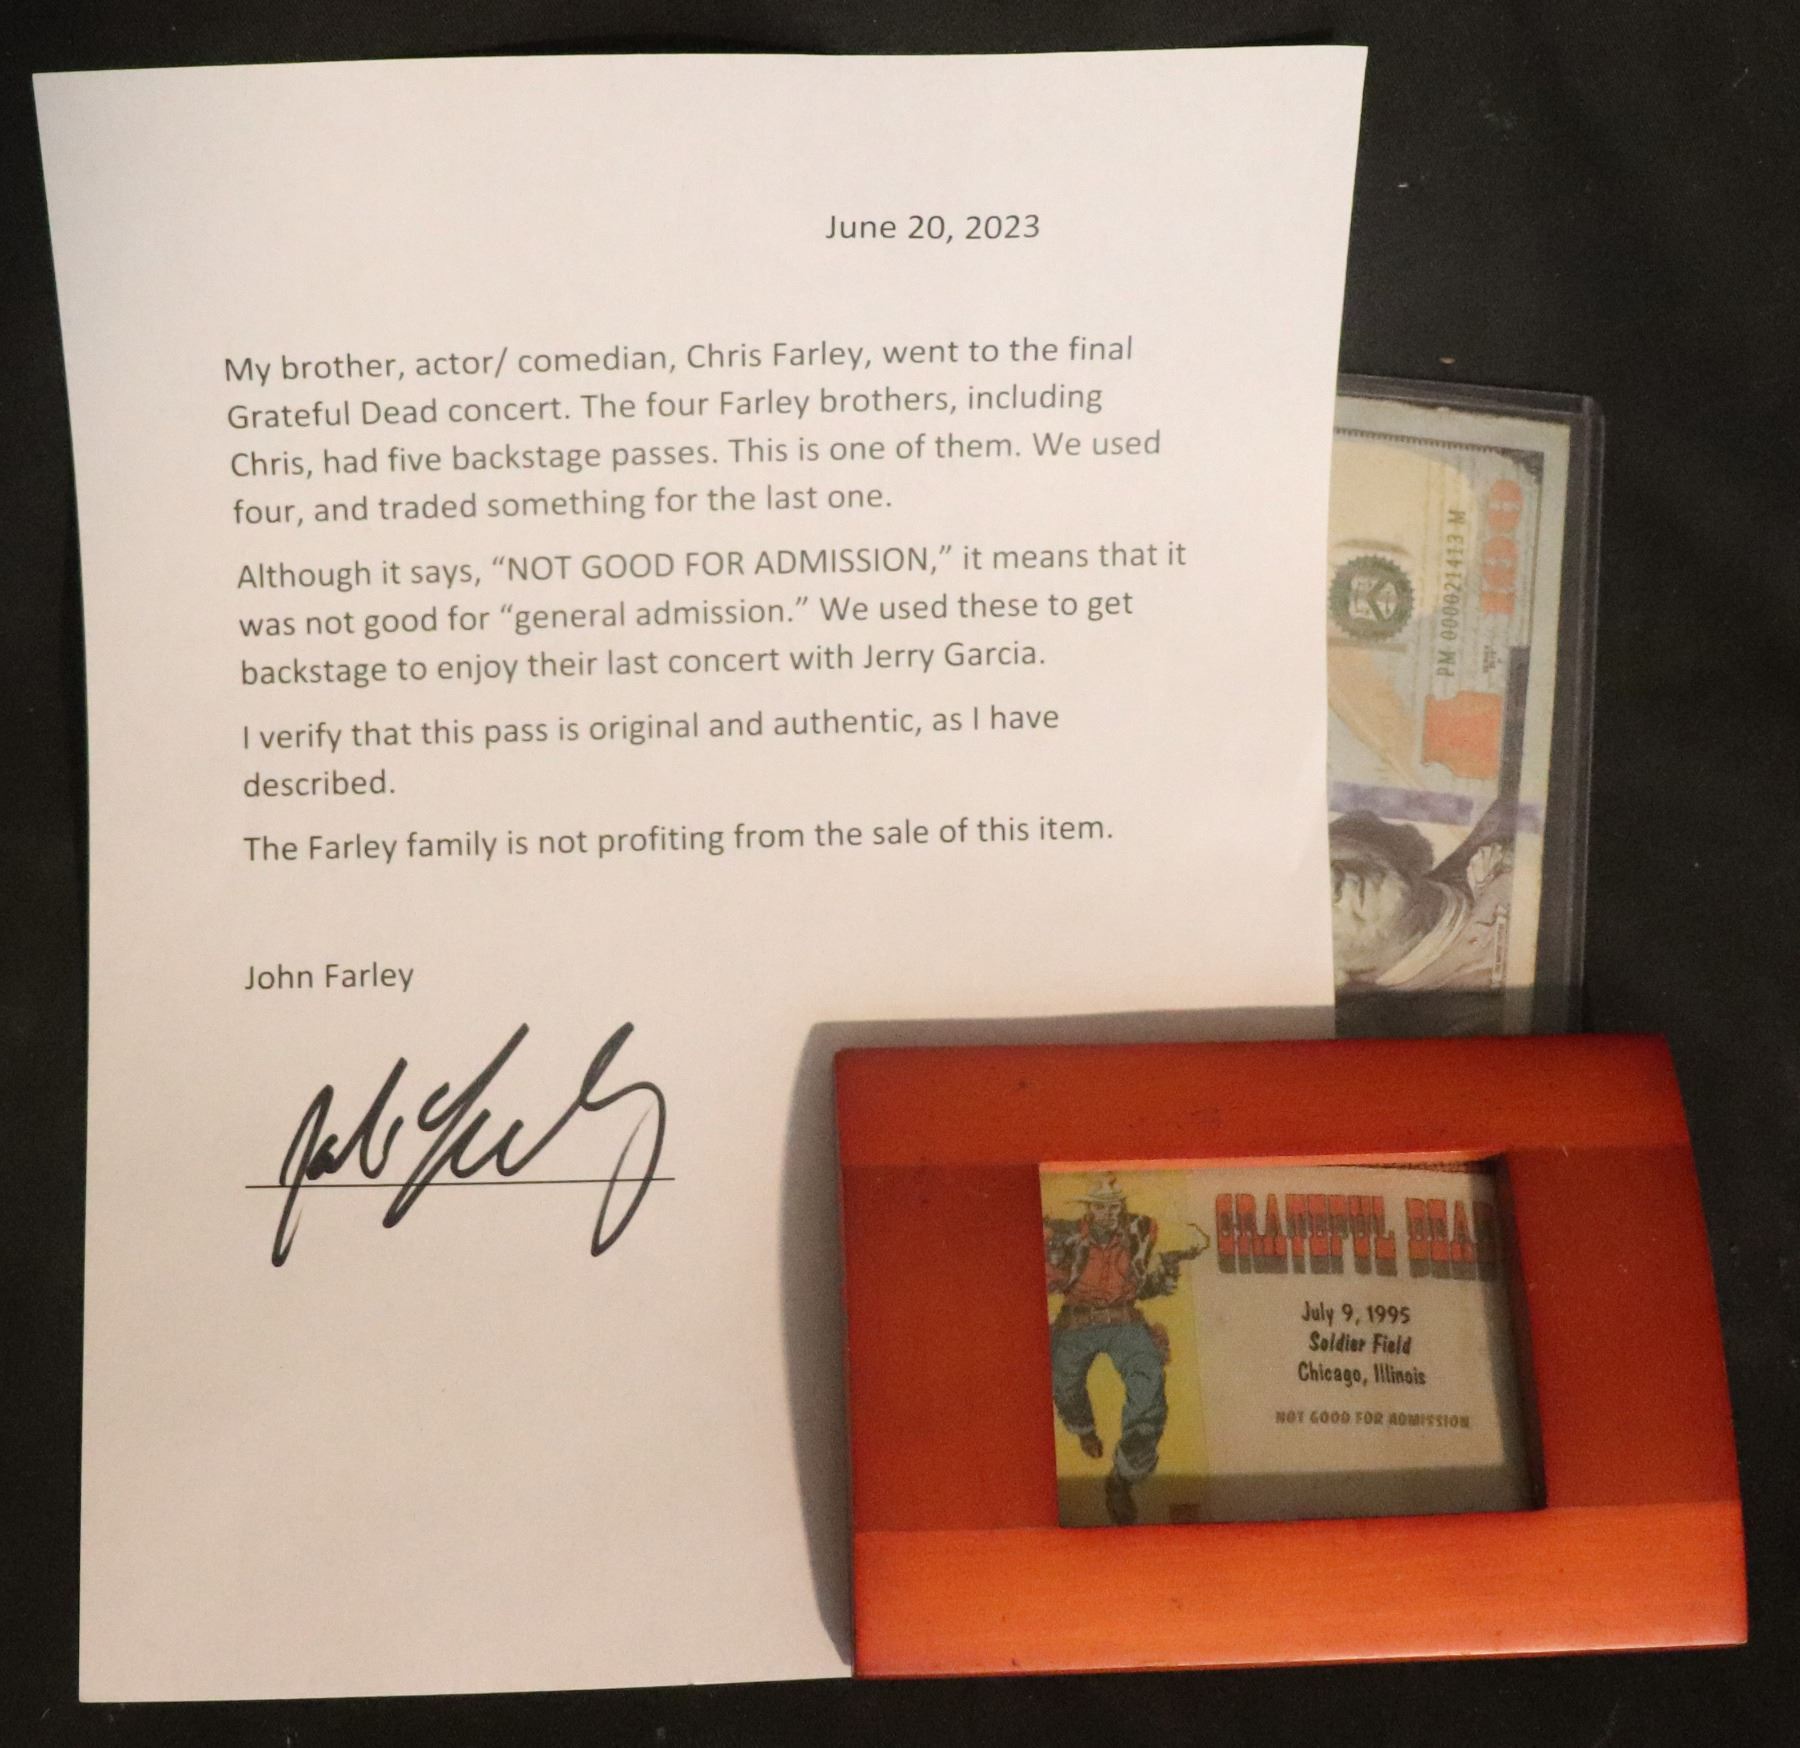 June 20, 2023
My brother, actor/ comedian, Chris Farley, went to the final
Grateful Dead concert. The four Farley brothers, including
Chris, had five backstage passes. This is one of them. We used
four, and traded something for the last one.
Although it says, “NOT GOOD FOR ADMISSION,” it means that it
was not good for “general admission.” We used these to get
backstage to enjoy their last concert with Jerry Garcia.
I verify that this pass is original and authentic, as I have
described.
The Farley family is not profiting from the sale of this item.
John Farley
John Farley
PM 00002141413 M
GRATEFUL DEAD
July 9, 1995
Soldier Field
Chicago, Illinois
NOT GOOD FOR ADMISSION